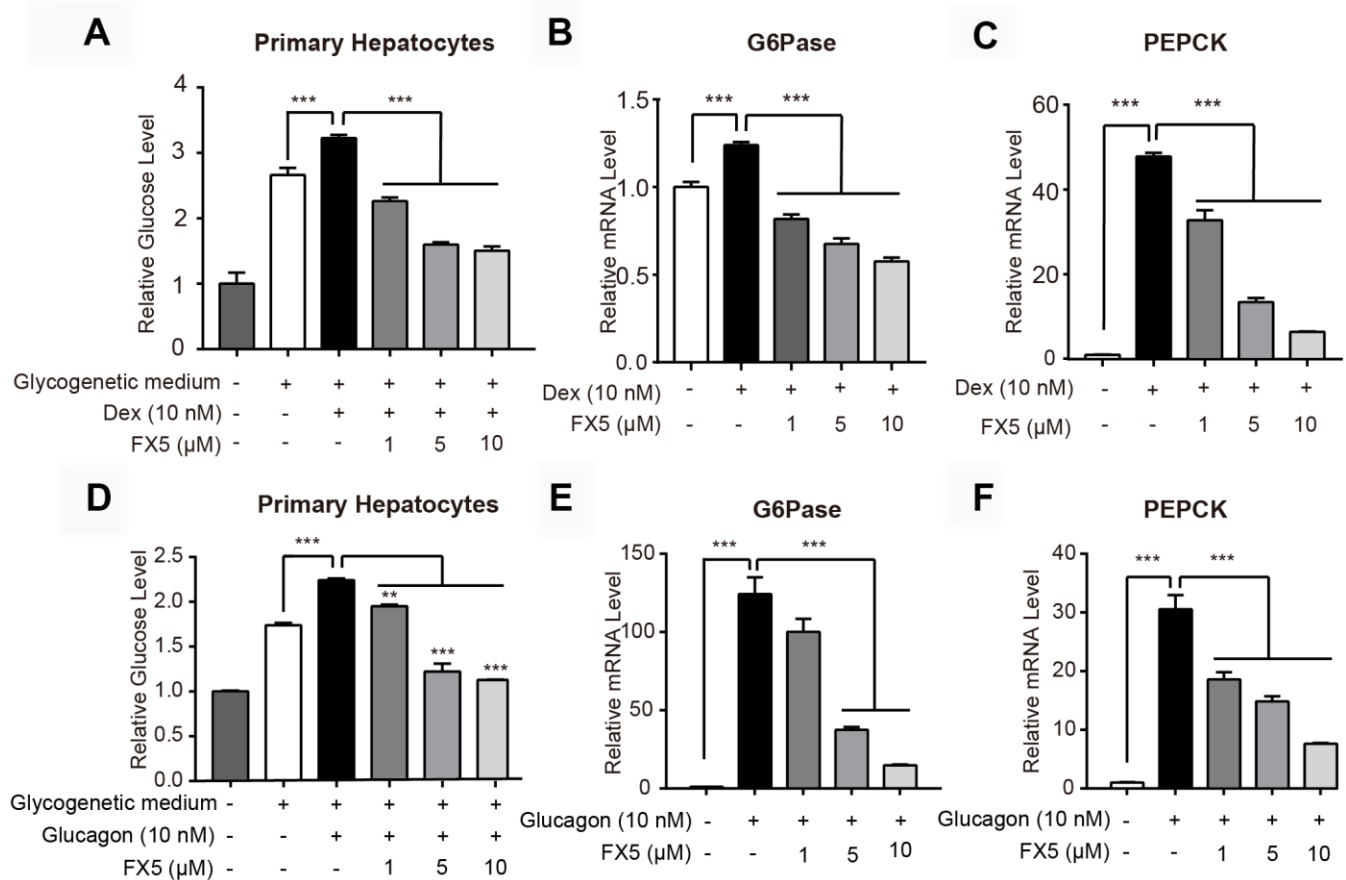 A
Primary Hepatocytes
Relative Glucose Level
4
3
2
1
0
***
***
Glycogenetic medium - + + + + +
Dex (10 nM) - - + + + +
FX5 (μM) - - - 1 5 10
B
G6Pase
Relative mRNA Level
1.5
1.0
0.5
0.0
***
***
Dex (10 nM) - + + + +
FX5 (μM) - - 1 5 10
C
PEPCK
Relative mRNA Level
60
40
20
0
***
***
Dex (10 nM) - + + + +
FX5 (μM) - - 1 5 10
D
Primary Hepatocytes
Relative Glucose Level
2.5
2.0
1.5
1.0
0.5
0.0
***
**
***
***
Glycogenetic medium - + + + + +
Glucagon (10 nM) - - + + + +
FX5 (μM) - - - 1 5 10
E
G6Pase
Relative mRNA Level
150
100
50
0
***
***
Glucagon (10 nM) - + + + +
FX5 (μM) - - 1 5 10
F
PEPCK
Relative mRNA Level
40
30
20
10
0
***
***
Glucagon (10 nM) - + + + +
FX5 (μM) - - 1 5 10